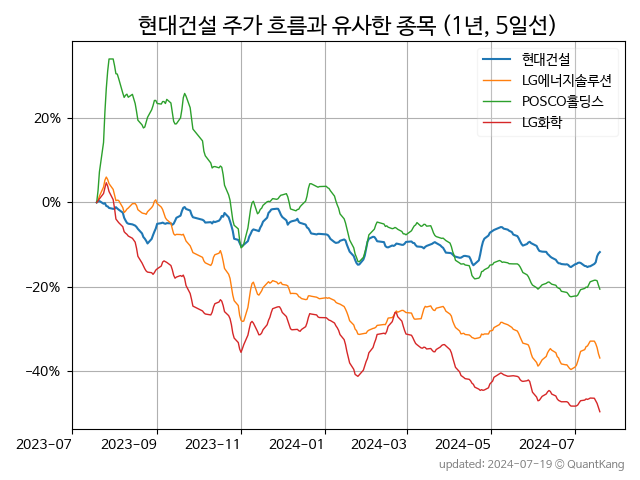 현대건설 주가 흐름과 유사한 종목 (1년, 5일선)
현대건설
LG에너지솔루션
POSCO홀딩스
LG화학
20%
0%
−20%
−40%
2023-07 2023-09 2023-11 2024-01 2024-03 2024-05 2024-07
updated: 2024-07-19 © QuantKang